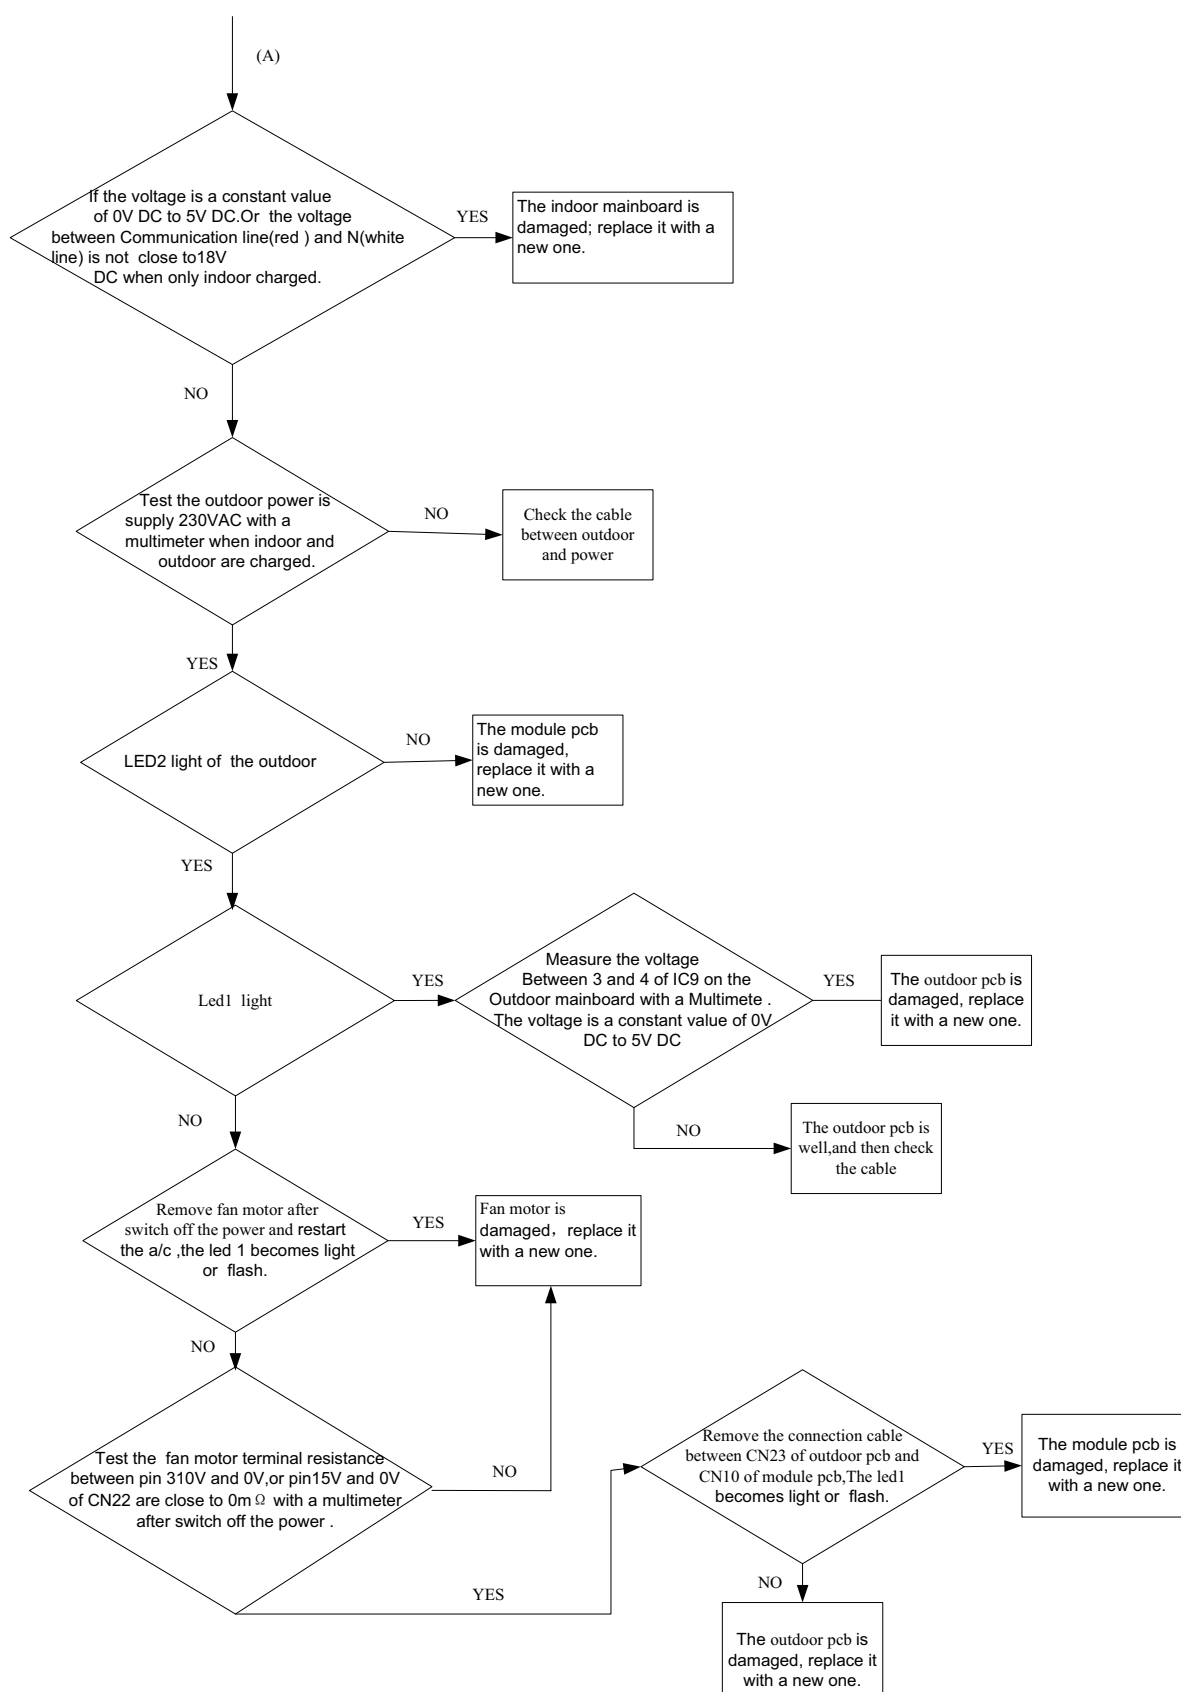 (A)
If the voltage is a constant value
of 0V DC to 5V DC.Or the voltage
between Communication line(red ) and N(white
line) is not close to18V
DC when only indoor charged.
YES
The indoor mainboard is
damaged; replace it with a
new one.
NO
Test the outdoor power is
supply 230VAC with a
multimeter when indoor and
outdoor are charged.
NO
Check the cable
between outdoor
and power
YES
LED2 light of the outdoor
NO
The module pcb
is damaged,
replace it with a
new one.
YES
Led1 light
YES
Measure the voltage
Between 3 and 4 of IC9 on the
Outdoor mainboard with a Multimete .
The voltage is a constant value of 0V
DC to 5V DC
YES
The outdoor pcb is
damaged, replace
it with a new one.
NO
The outdoor pcb is
well,and then check
the cable
NO
Remove fan motor after
switch off the power and restart
the a/c ,the led 1 becomes light
or flash.
YES
Fan motor is
damaged，replace it
with a new one.
NO
Test the fan motor terminal resistance
between pin 310V and 0V,or pin15V and 0V
of CN22 are close to 0mΩ with a multimeter
after switch off the power .
NO
YES
Remove the connection cable
between CN23 of outdoor pcb and
CN10 of module pcb,The led1
becomes light or flash.
YES
The module pcb is
damaged, replace it
with a new one.
NO
The outdoor pcb is
damaged, replace it
with a new one.